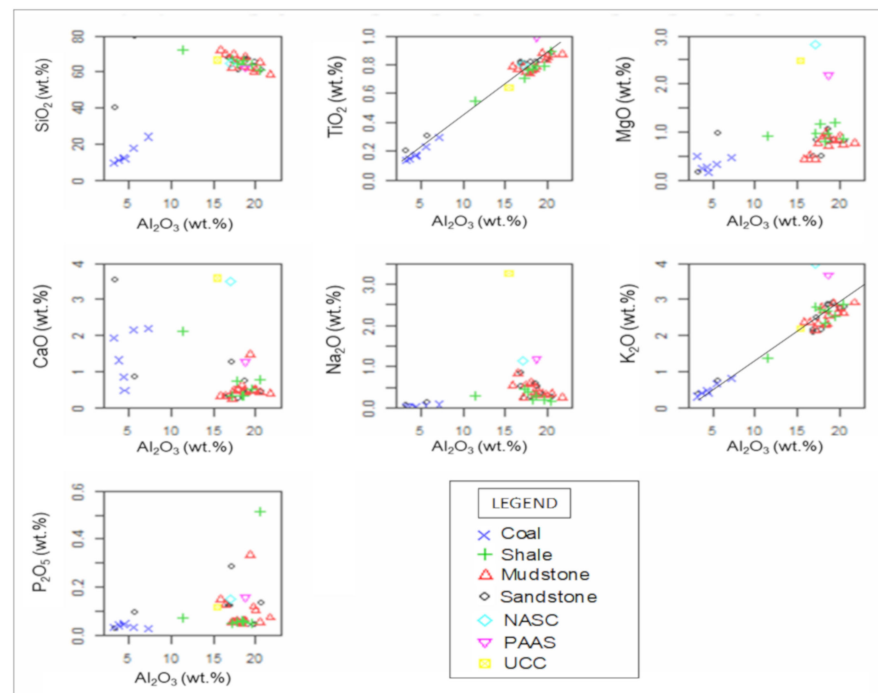 SiO2 (wt.%)
0 20 40 60 80
5 10 15 20
Al2O3 (wt.%)
TiO2 (wt.%)
0.0 0.2 0.4 0.6 0.8 1.0
5 10 15 20
Al2O3 (wt.%)
MgO (wt.%)
0.0 1.0 2.0 3.0
5 10 15 20
Al2O3 (wt.%)
CaO (wt.%)
0 1 2 3 4
5 10 15 20
Al2O3 (wt.%)
Na2O (wt.%)
0.0 1.0 2.0 3.0
5 10 15 20
Al2O3 (wt.%)
K2O (wt.%)
0 1 2 3 4
5 10 15 20
Al2O3 (wt.%)
P2O5 (wt.%)
0.0 0.2 0.4 0.6
5 10 15 20
Al2O3 (wt.%)
LEGEND
Coal
Shale
Mudstone
Sandstone
NASC
PAAS
UCC